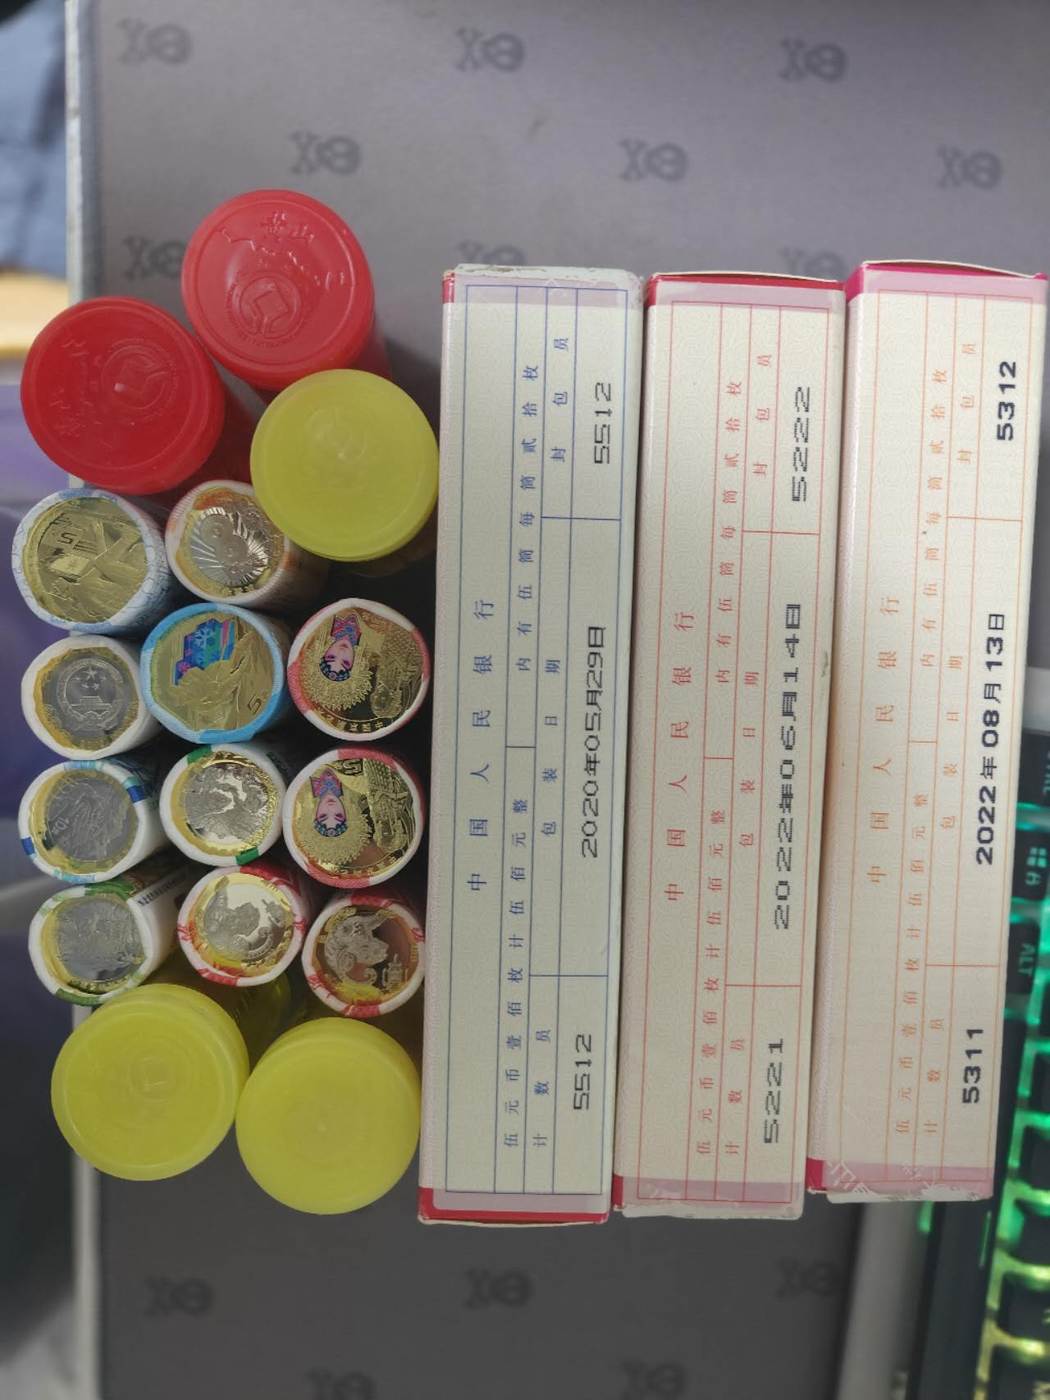 中国人民银行
伍元币壹佰枚计伍佰元整 内有伍筒每筒贰拾枚
计数员 包装日期 封包员
5512 2020年05月29日 5512
中国人民银行
伍元币壹佰枚计伍佰元整 内有伍筒每筒贰拾枚
计数员 包装日期 封包员
5221 2022年06月14日 5222
中国人民银行
伍元币壹佰枚计伍佰元整 内有伍筒每筒贰拾枚
计数员 包装日期 封包员
5311 2022年08月13日 5312
5
5
ALT